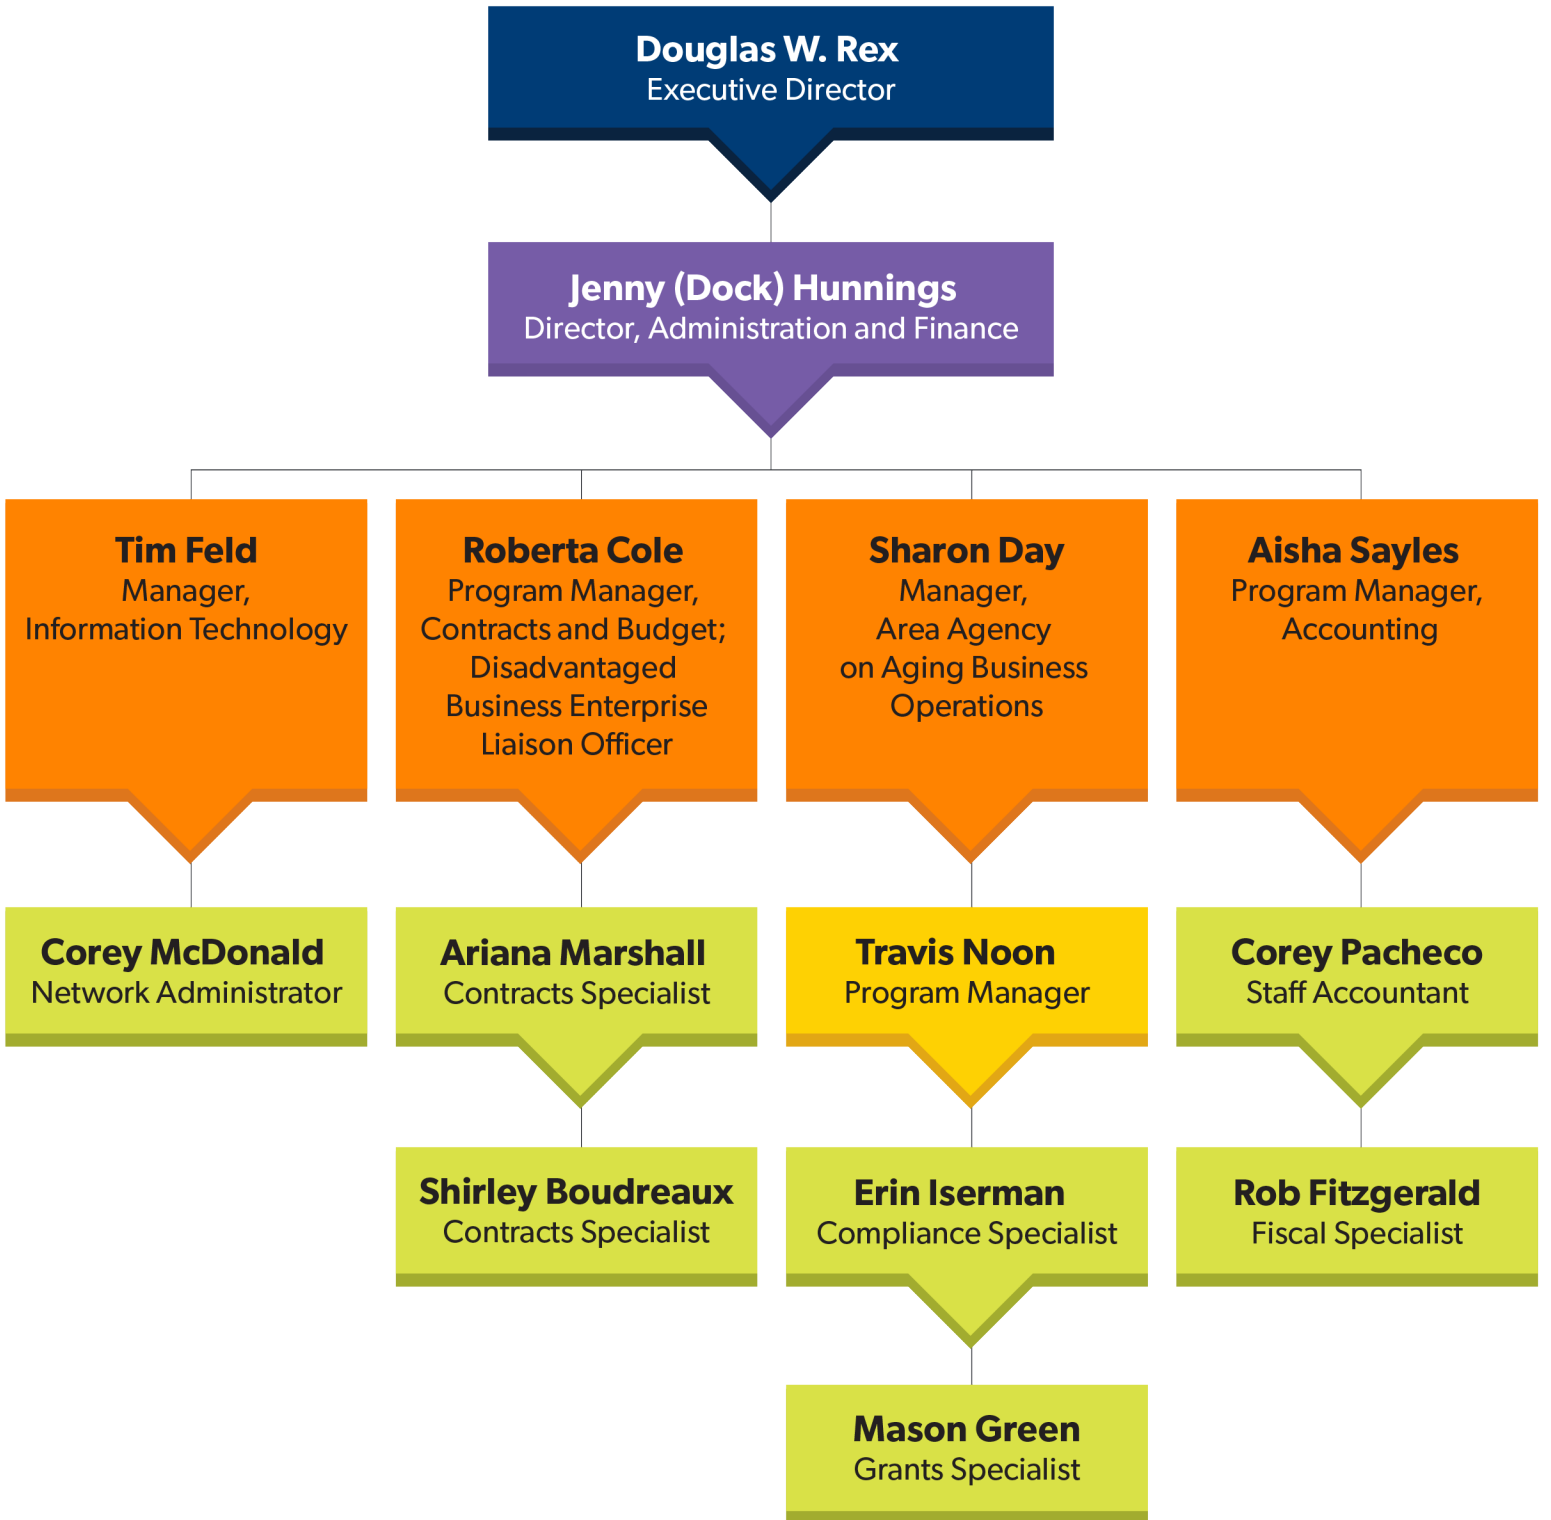 Douglas W. Rex
Executive Director
Jenny (Dock) Hunnings
Director, Administration and Finance
Tim Feld
Manager,
Information Technology
Roberta Cole
Program Manager,
Contracts and Budget;
Disadvantaged
Business Enterprise
Liaison Officer
Sharon Day
Manager,
Area Agency
on Aging Business
Operations
Aisha Sayles
Program Manager,
Accounting
Corey McDonald
Network Administrator
Ariana Marshall
Contracts Specialist
Travis Noon
Program Manager
Corey Pacheco
Staff Accountant
Shirley Boudreaux
Contracts Specialist
Erin Iserman
Compliance Specialist
Rob Fitzgerald
Fiscal Specialist
Mason Green
Grants Specialist